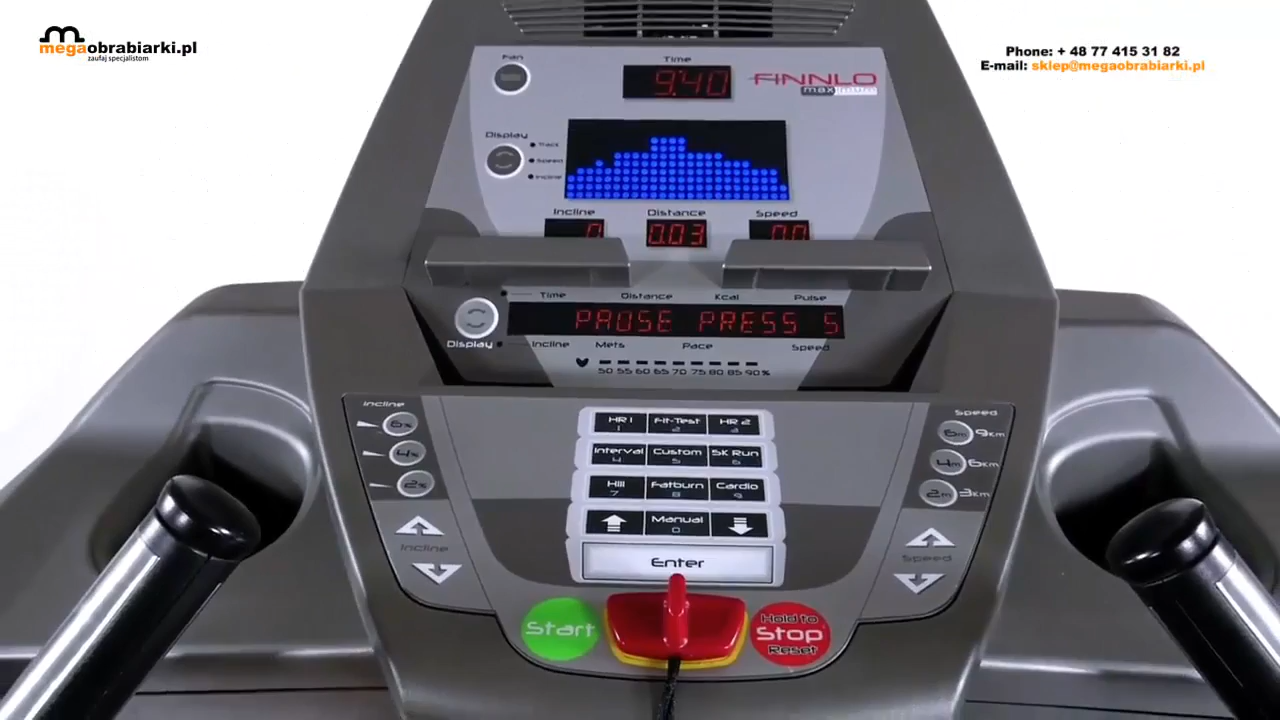 megaobrabiarki.pl
zaufaj specjalistom
Phone: + 48 77 415 31 82
E-mail: sklep@megaobrabiarki.pl
Fan
Time
9:40
FINNLO
maximum
Display
Track
Speed
Incline
Incline Distance Speed
0 0.03 0.0
Time Distance Kcal Pulse
PAUSE PRESS S
Display
Incline Mets Pace Speed
50 55 60 65 70 75 80 85 90%
Incline
6%
4%
2%
Incline
HR 1 Fit-Test HR 2
1 2 3
Interval Custom 5K Run
4 5 6
Hill Fatburn Cardio
7 8 9
Manual
0
Enter
Speed
6m 9Km
4m 6Km
2m 3Km
Speed
Start
Hold to
Stop
Reset